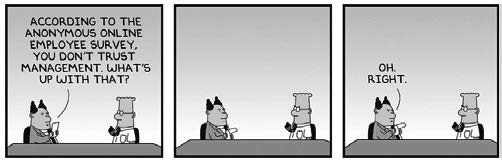 ACCORDING TO THE
ANONYMOUS ONLINE
EMPLOYEE SURVEY,
YOU DON'T TRUST
MANAGEMENT. WHAT'S
UP WITH THAT?
OH.
RIGHT.